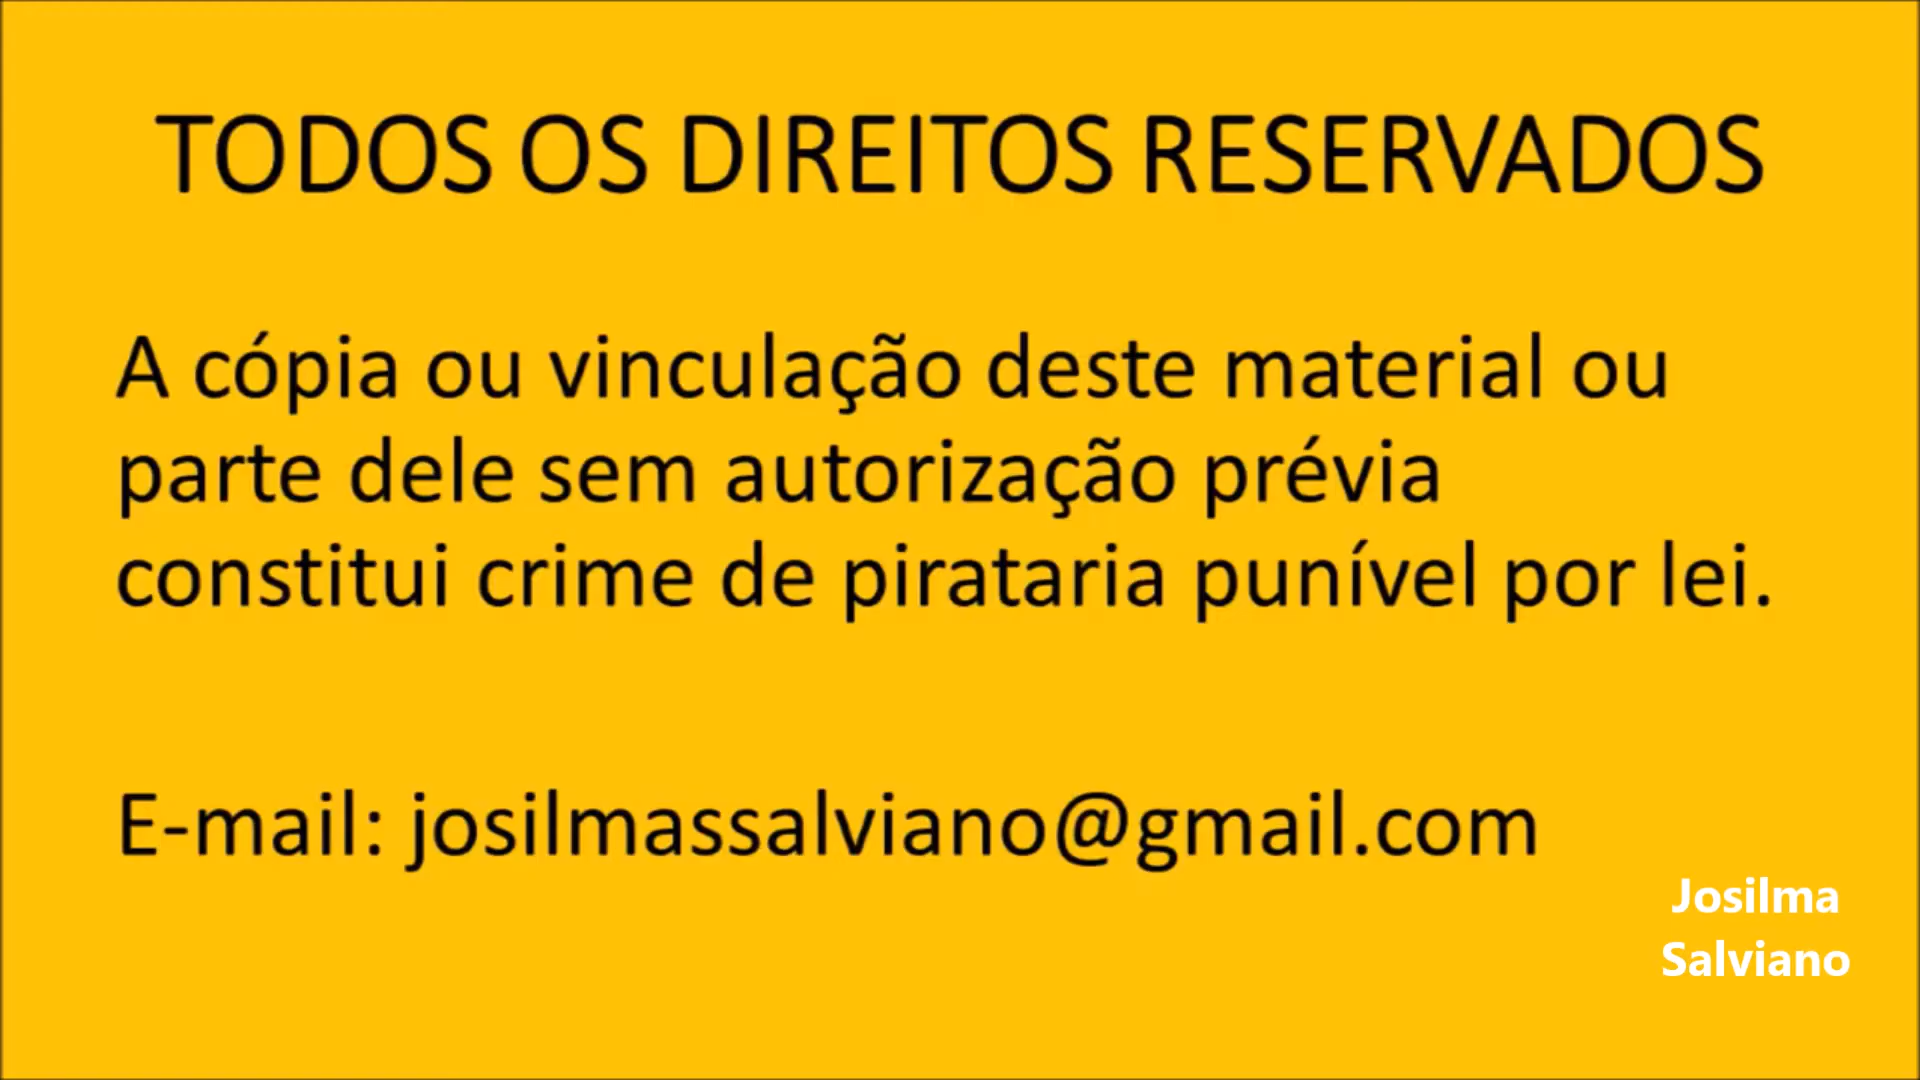 TODOS OS DIREITOS RESERVADOS
A cópia ou vinculação deste material ou
parte dele sem autorização prévia
constitui crime de pirataria punível por lei.
E-mail: josilmassalviano@gmail.com
Josilma
Salviano